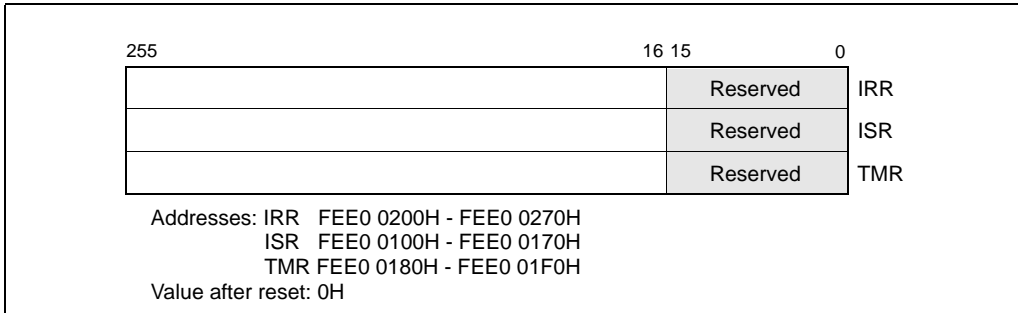 255 16 15 0
Reserved IRR
Reserved ISR
Reserved TMR
Addresses: IRR FEE0 0200H - FEE0 0270H
ISR FEE0 0100H - FEE0 0170H
TMR FEE0 0180H - FEE0 01F0H
Value after reset: 0H